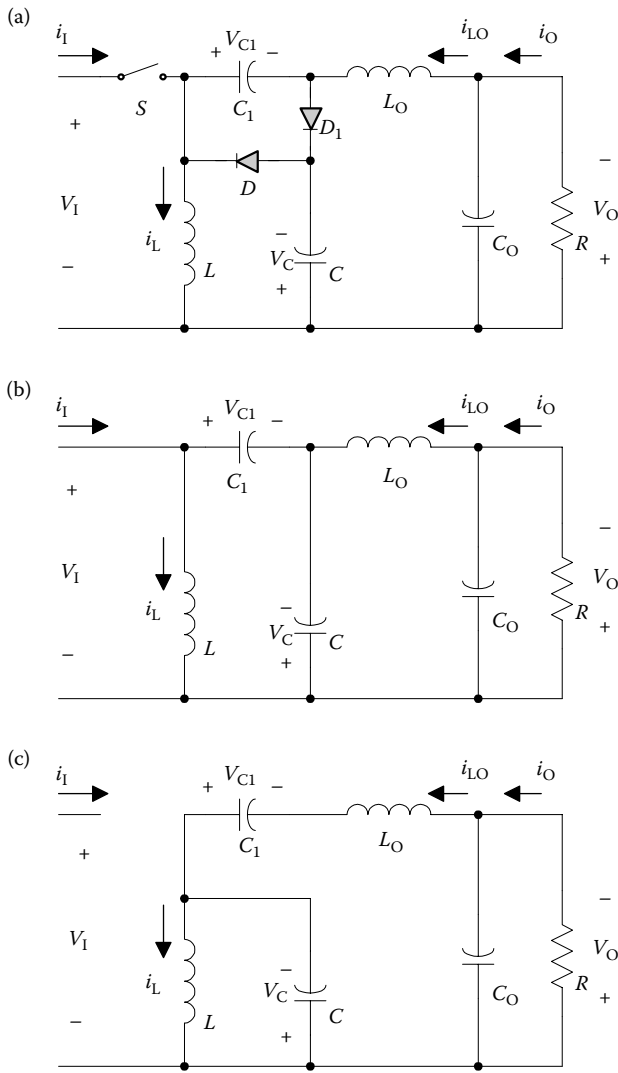 (a)
i_I
+ V_C1 −
i_LO
i_O
S
C_1
L_O
+
D_1
D
−
V_I
i_L
L
−
V_C
+
C
C_O
R
V_O
+
−
(b)
i_I
+ V_C1 −
i_LO
i_O
C_1
L_O
+
−
V_I
i_L
L
−
V_C
+
C
C_O
R
V_O
+
−
(c)
i_I
+ V_C1 −
i_LO
i_O
C_1
L_O
+
−
V_I
i_L
L
−
V_C
+
C
C_O
R
V_O
+
−